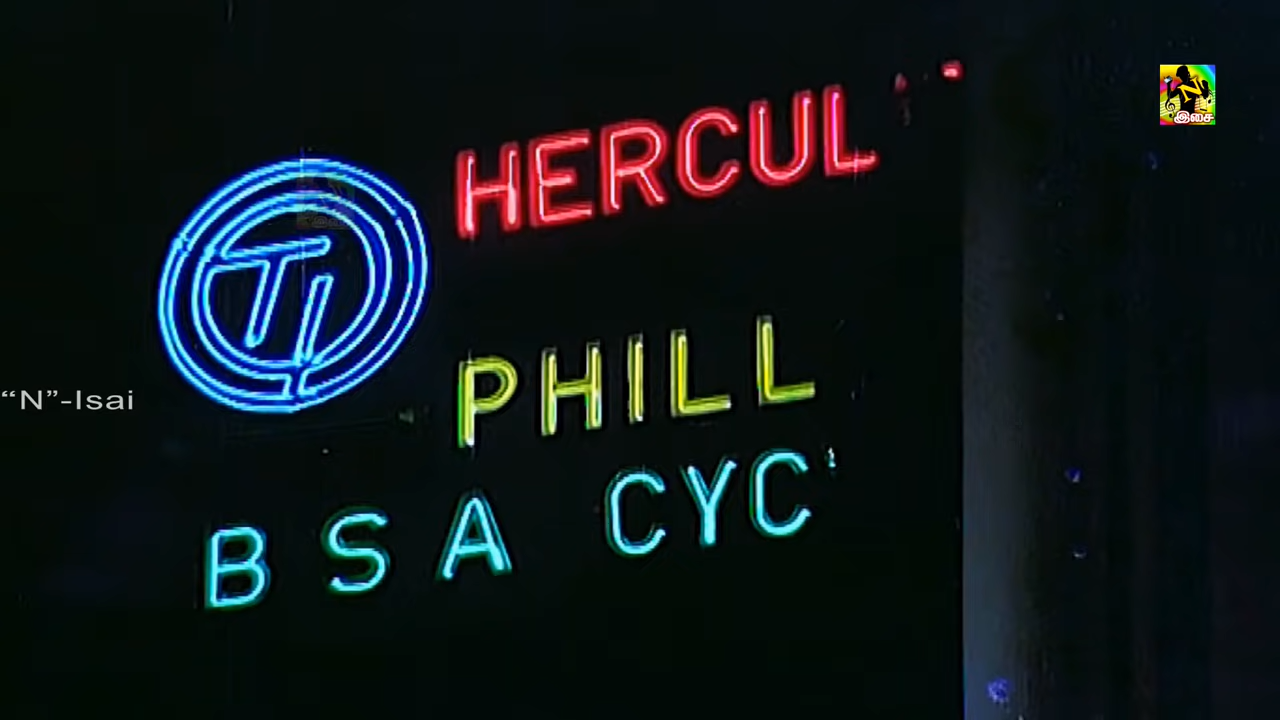 HERCUL
TI
PHILL
"N"-Isai
B S A CYC
இசை